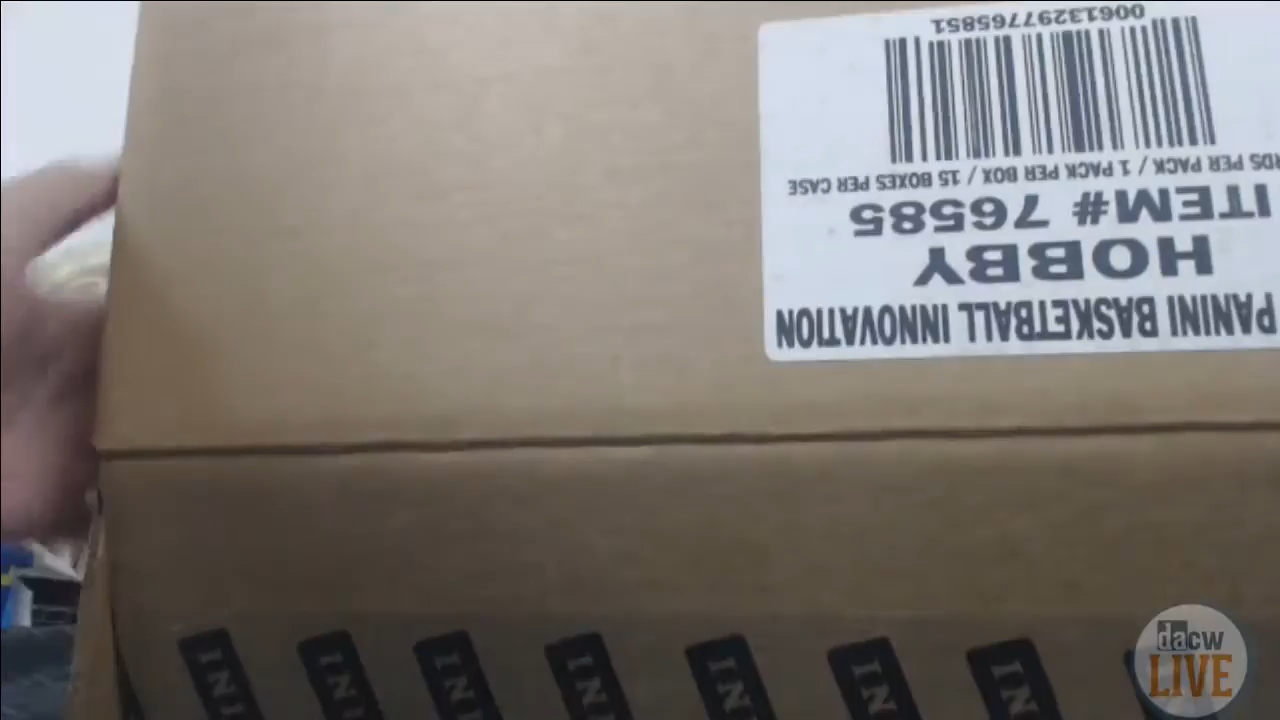 PANINI BASKETBALL INNOVATION
HOBBY
ITEM# 76585
RDS PER PACK / 1 PACK PER BOX / 15 BOXES PER CASE
00613297765851
dacw
LIVE